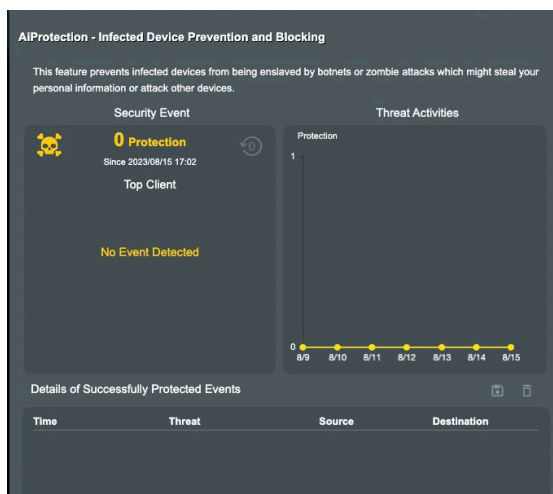 AiProtection - Infected Device Prevention and Blocking
This feature prevents infected devices from being enslaved by botnets or zombie attacks which might steal your
personal information or attack other devices.
Security Event
0 Protection
0
Since 2023/08/15 17:02
Top Client
No Event Detected
Threat Activities
Protection
1
0
8/9 8/10 8/11 8/12 8/13 8/14 8/15
Details of Successfully Protected Events
Time Threat Source Destination